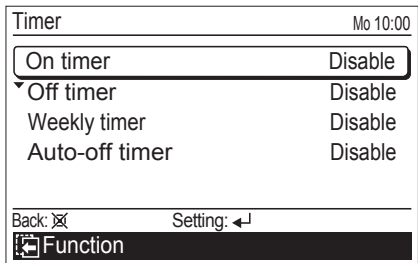 Timer Mo 10:00
On timer Disable
Off timer Disable
Weekly timer Disable
Auto-off timer Disable
Back: Setting:
Function